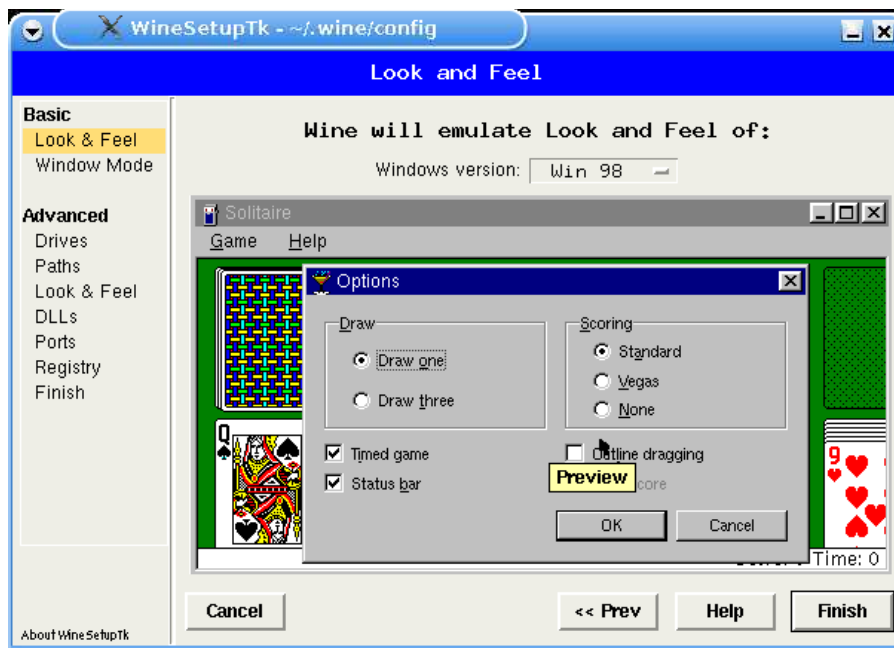 WineSetupTk - ~/.wine/config
Look and Feel
Basic
Look & Feel
Window Mode
Advanced
Drives
Paths
Look & Feel
DLLs
Ports
Registry
Finish
About WineSetupTk
Wine will emulate Look and Feel of:
Windows version: Win 98
Solitaire
Game Help
Options
Draw
Draw one
Draw three
Scoring
Standard
Vegas
None
Timed game
Outline dragging
Status bar
Preview
core
OK
Cancel
Q
9
Time: 0
Cancel
<< Prev
Help
Finish